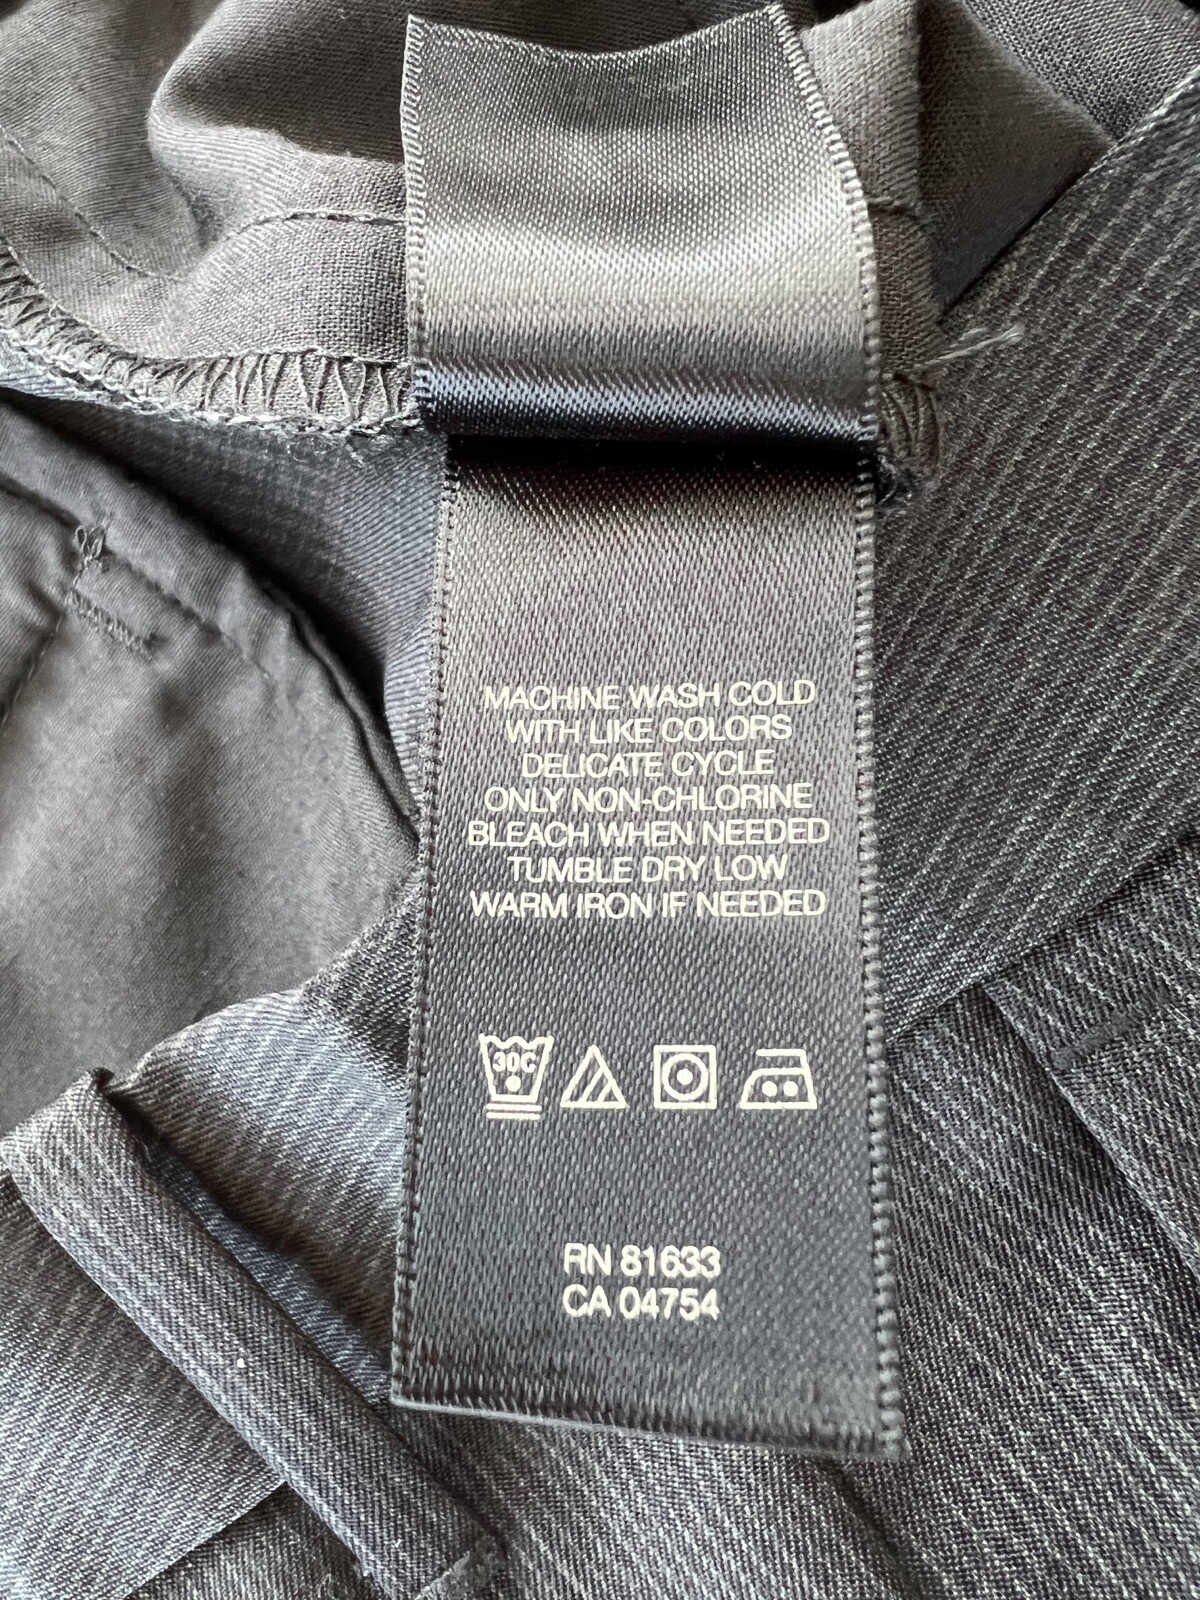 MACHINE WASH COLD
WITH LIKE COLORS
DELICATE CYCLE
ONLY NON-CHLORINE
BLEACH WHEN NEEDED
TUMBLE DRY LOW
WARM IRON IF NEEDED
30C
RN 81633
CA 04754